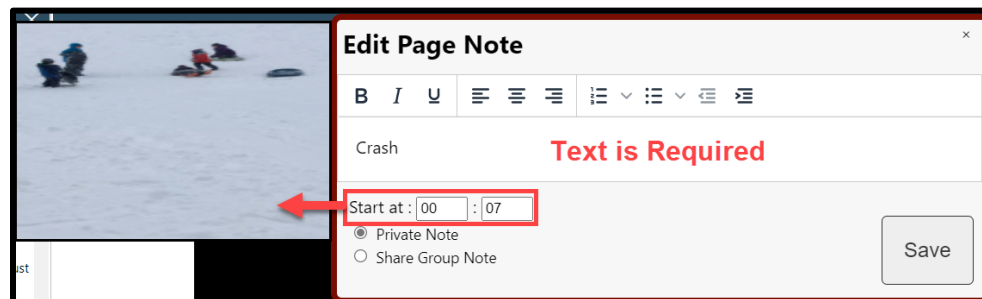 Edit Page Note
×
B I U
Crash
Text is Required
Start at : 00 : 07
Private Note
Share Group Note
Save